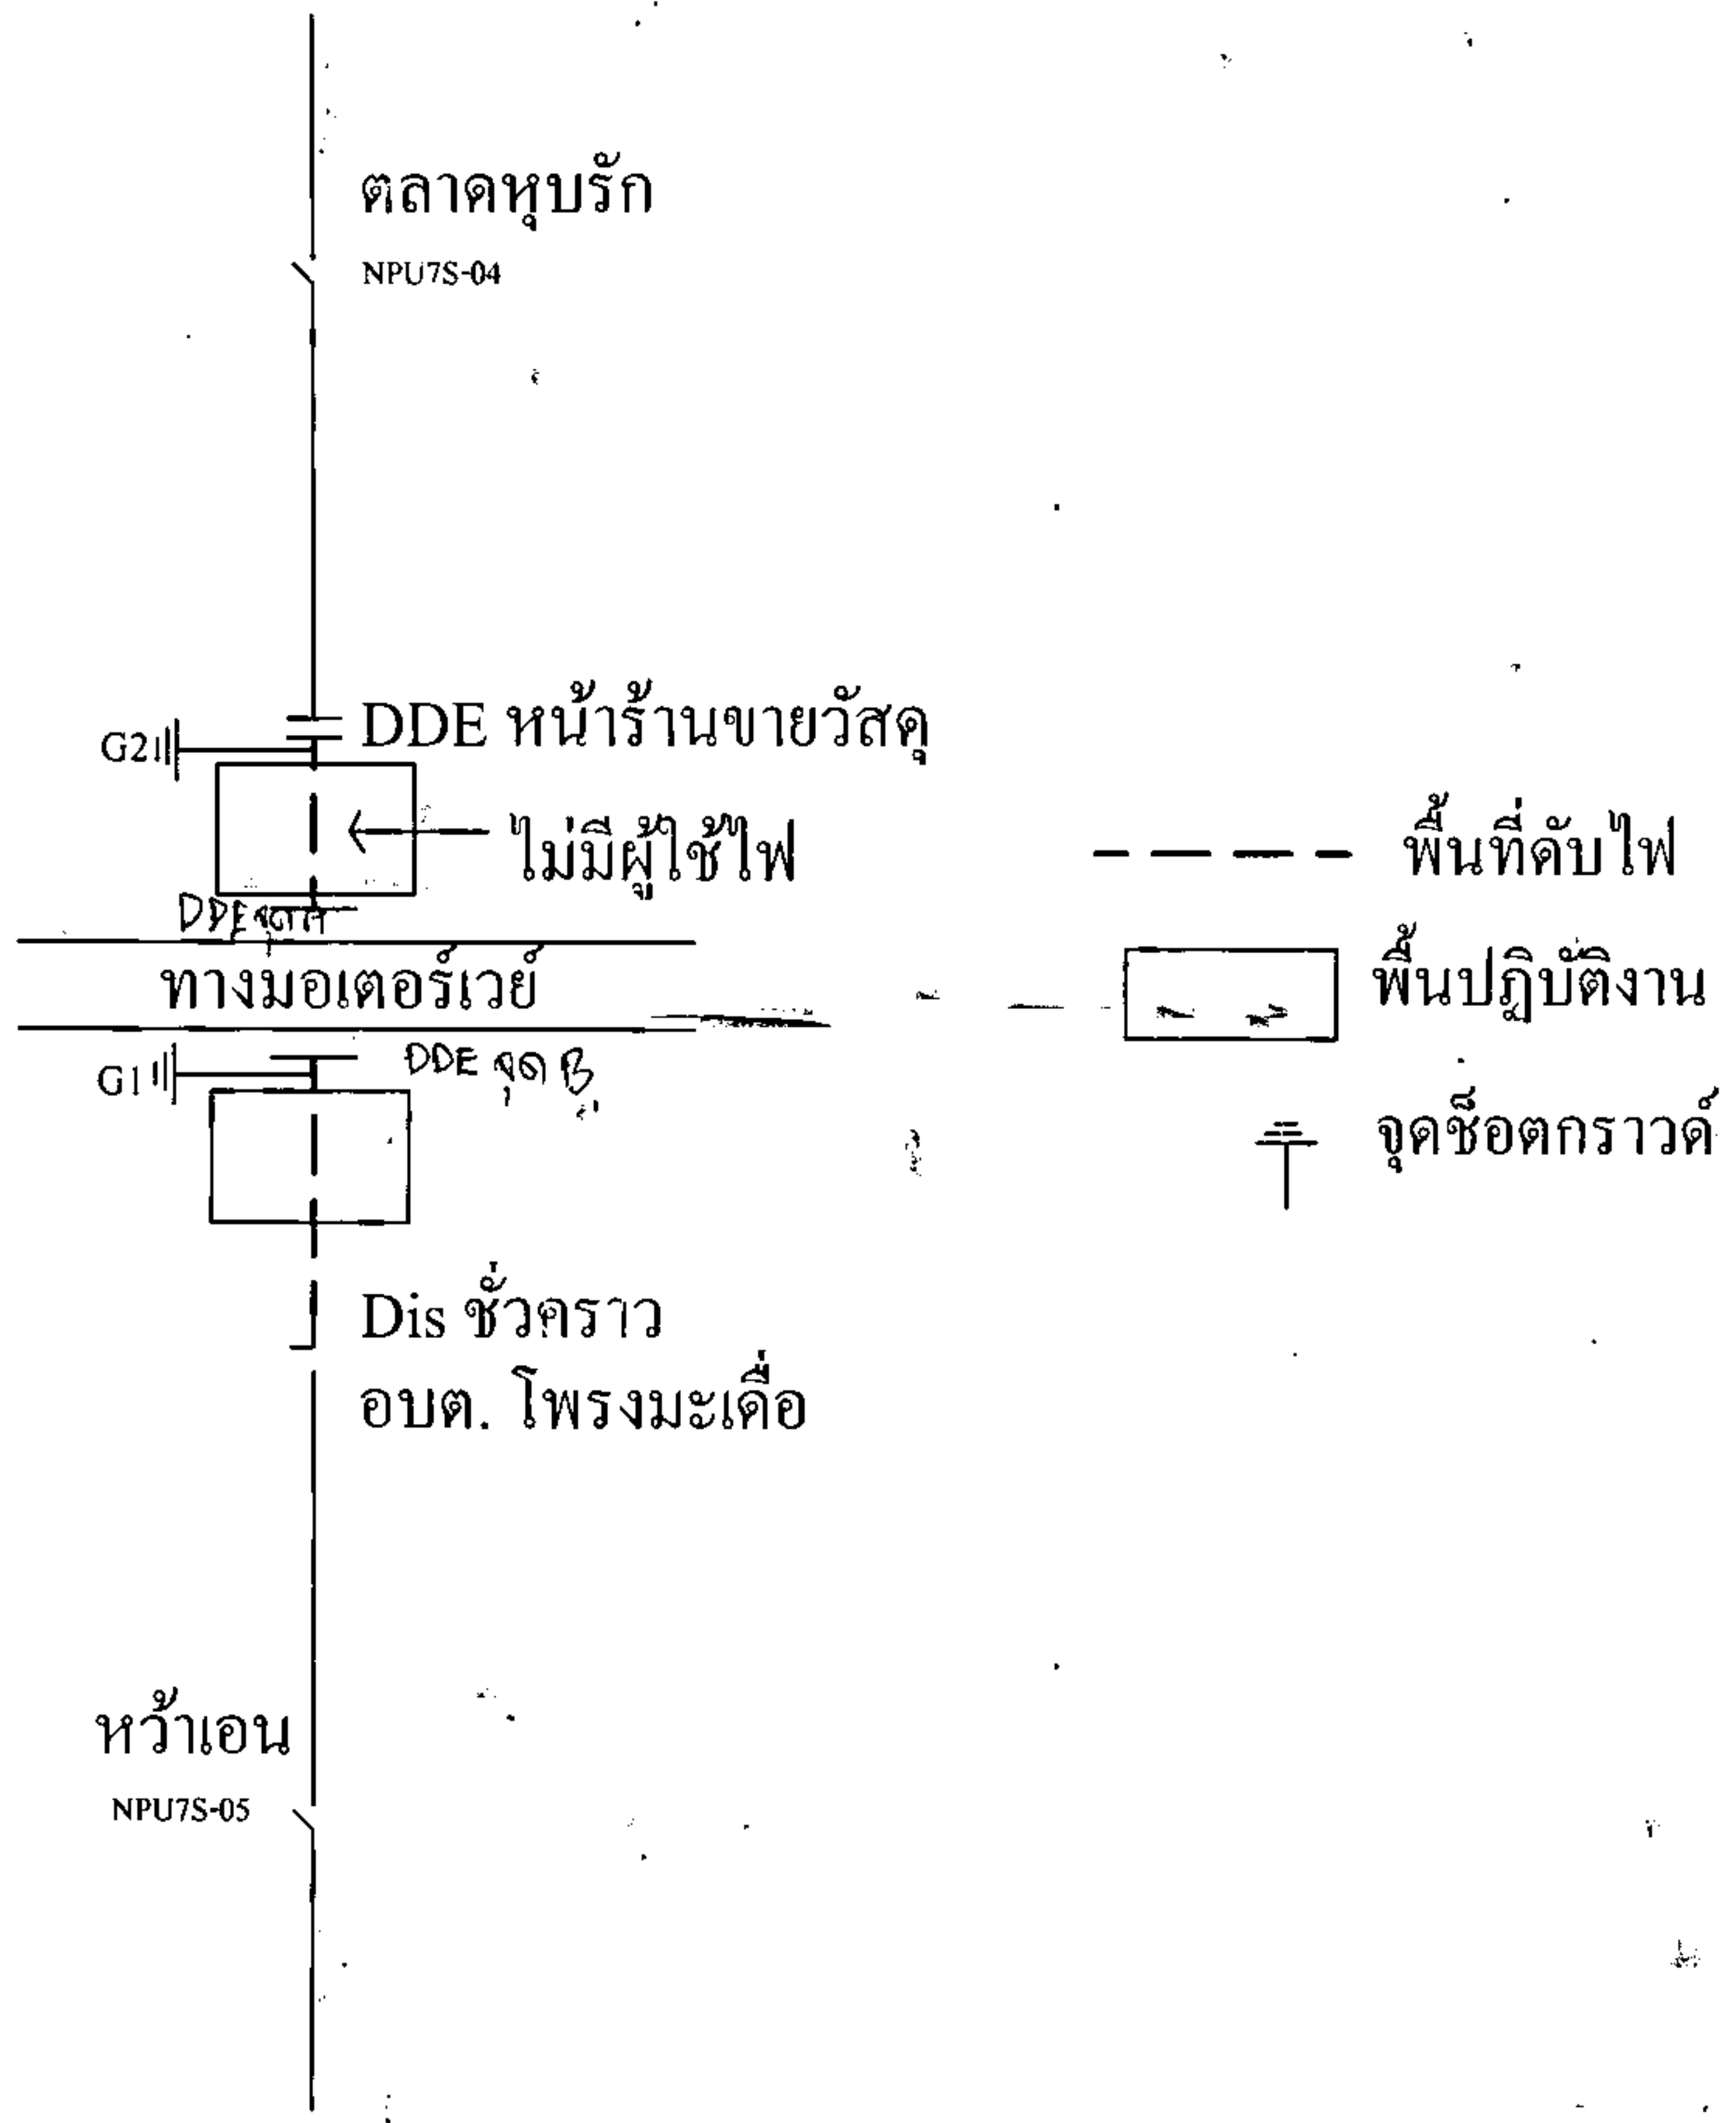 ตลาดหุบรัก
NPU7S-04
DDE หน้าร้านขายวัสดุ
G2
ไม่มีผู้ใช้ไฟ
DDE จุด A
ทางมอเตอร์เวย์
DDE จุด B
G1
Dis ชั่วคราว
อบต. โพรงมะเดื่อ
หว้าเอน
NPU7S-05
พื้นที่ดับไฟ
พื้นปฎิบัติงาน
จุดช็อตกราวด์